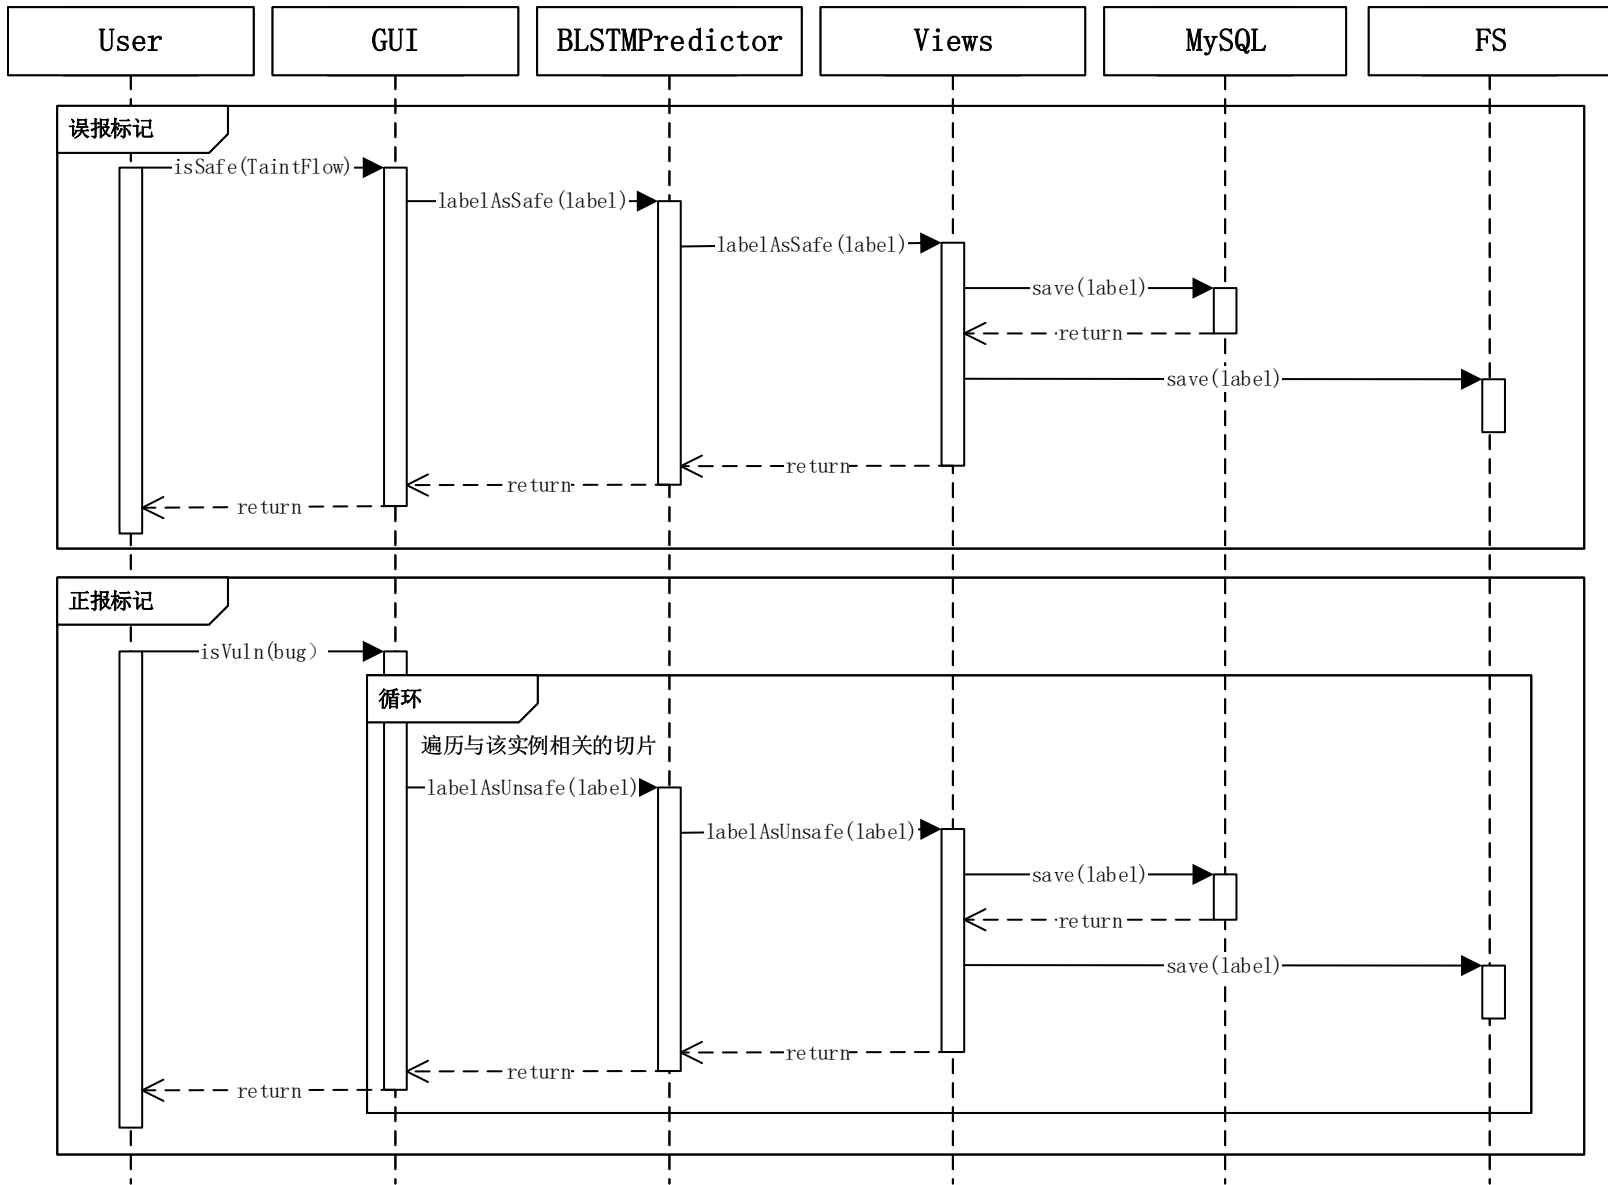 User
GUI
BLSTMPredictor
Views
MySQL
FS
误报标记
isSafe(TaintFlow)
labelAsSafe(label)
labelAsSafe(label)
save(label)
return
save(label)
return
return
return
正报标记
isVuln(bug）
循环
遍历与该实例相关的切片
labelAsUnsafe(label)
labelAsUnsafe(label)
save(label)
return
save(label)
return
return
return